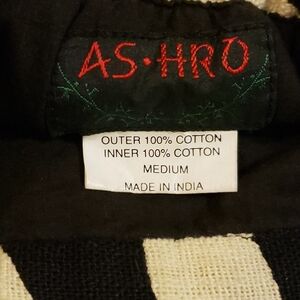 AS·HRO
OUTER 100% COTTON
INNER 100% COTTON
MEDIUM
MADE IN INDIA